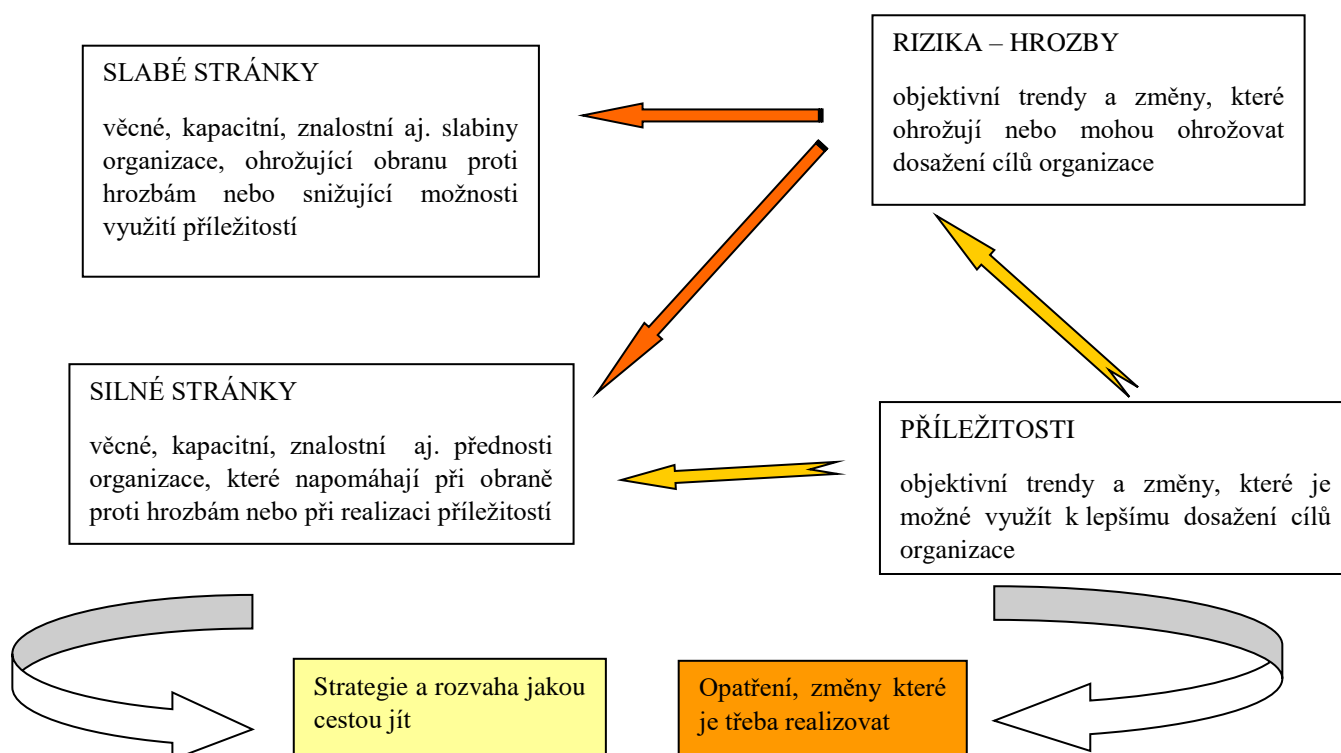 SLABÉ STRÁNKY
věcné, kapacitní, znalostní aj. slabiny
organizace, ohrožující obranu proti
hrozbám nebo snižující možnosti
využití příležitostí
RIZIKA – HROZBY
objektivní trendy a změny, které
ohrožují nebo mohou ohrožovat
dosažení cílů organizace
SILNÉ STRÁNKY
věcné, kapacitní, znalostní aj. přednosti
organizace, které napomáhají při obraně
proti hrozbám nebo při realizaci příležitostí
PŘÍLEŽITOSTI
objektivní trendy a změny, které je
možné využít k lepšímu dosažení cílů
organizace
Strategie a rozvaha jakou
cestou jít
Opatření, změny které
je třeba realizovat